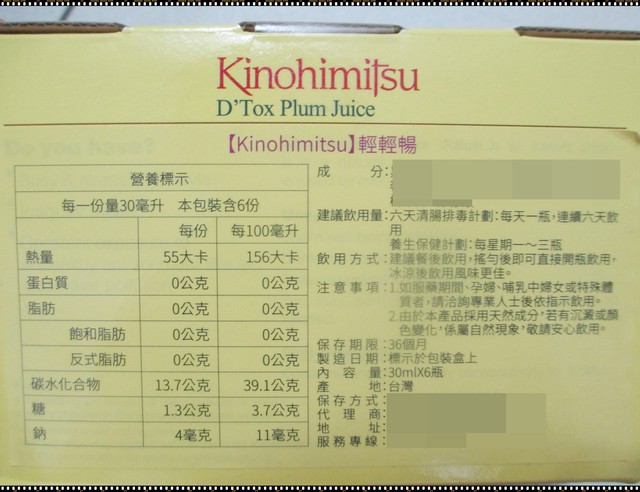 Kinohimitsu
D'Tox Plum Juice
【Kinohimitsu】輕輕暢
營養標示
每一份量30毫升 本包裝含6份
每份 每100毫升
熱量 55大卡 156大卡
蛋白質 0公克 0公克
脂肪 0公克 0公克
飽和脂肪 0公克 0公克
反式脂肪 0公克 0公克
碳水化合物 13.7公克 39.1公克
糖 1.3公克 3.7公克
鈉 4毫克 11毫克
成分:
建議飲用量:六天清腸排毒計劃:每天一瓶,連續六天飲
用
養生保健計劃:每星期一～三瓶
飲用方式:建議餐後飲用,搖勻後即可直接開瓶飲用,
冰涼後飲用風味更佳。
注意事項:1.如服藥期間、孕婦、哺乳中婦女或特殊體
質者,請洽詢專業人士後依指示飲用。
2.由於本產品採用天然成分,若有沉澱或顏
色變化,係屬自然現象,敬請安心飲用。
保存期限:36個月
製造日期:標示於包裝盒上
內容量:30mlX6瓶
產地:台灣
保存方式:
代理商:
地址:
服務專線: